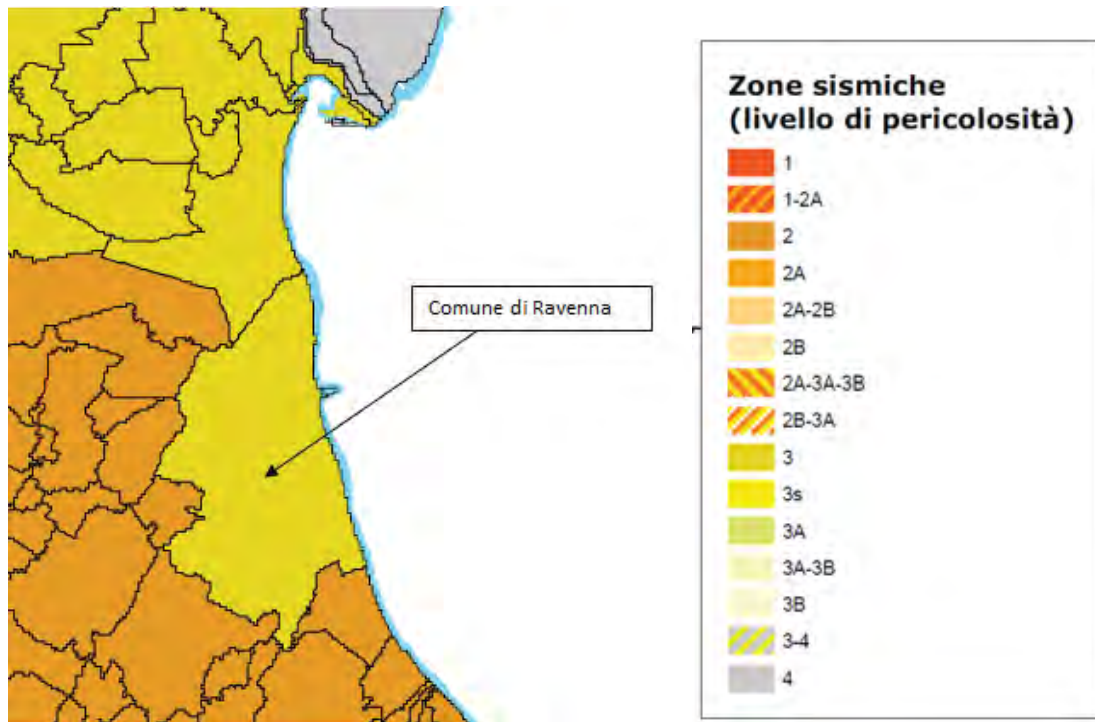 Comune di Ravenna
Zone sismiche
(livello di pericolosità)
1
1-2A
2
2A
2A-2B
2B
2A-3A-3B
2B-3A
3
3s
3A
3A-3B
3B
3-4
4